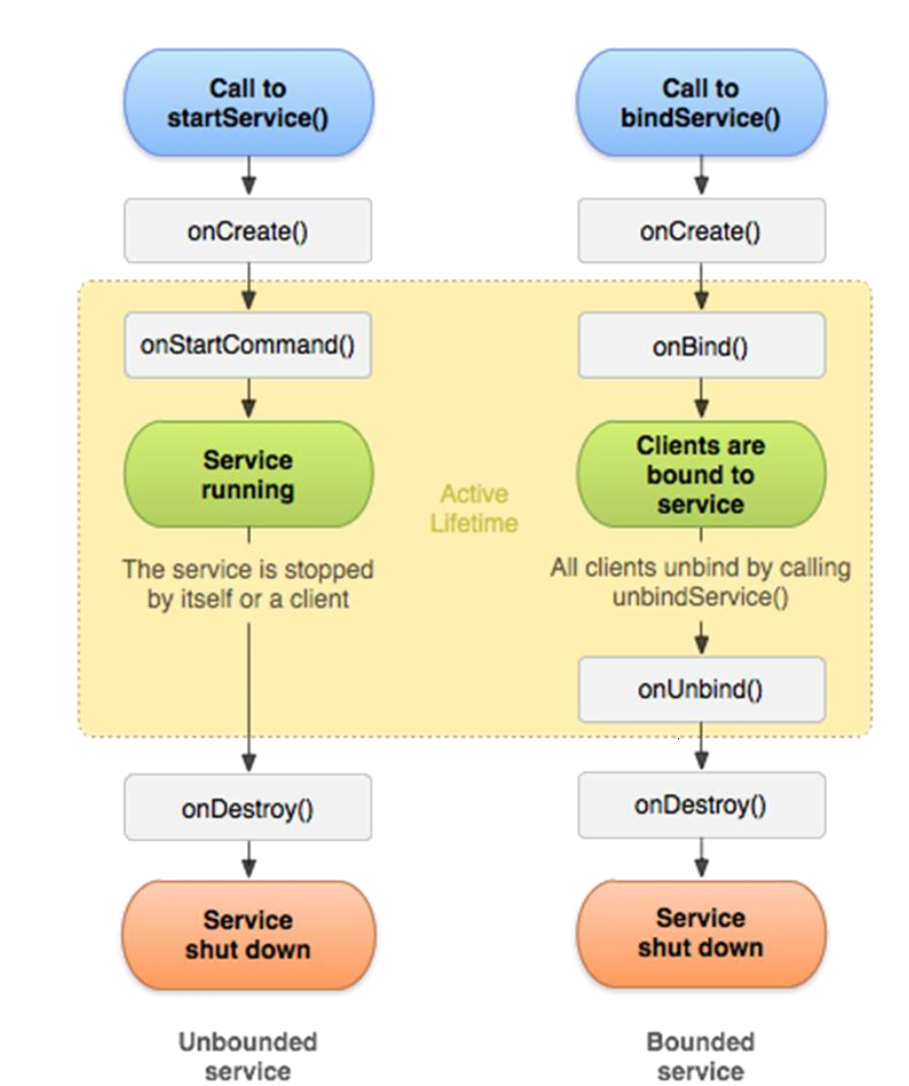 Call to
startService()
onCreate()
onStartCommand()
Service
running
The service is stopped
by itself or a client
onDestroy()
Service
shut down
Unbounded
service
Active
Lifetime
Call to
bindService()
onCreate()
onBind()
Clients are
bound to
service
All clients unbind by calling
unbindService()
onUnbind()
onDestroy()
Service
shut down
Bounded
service